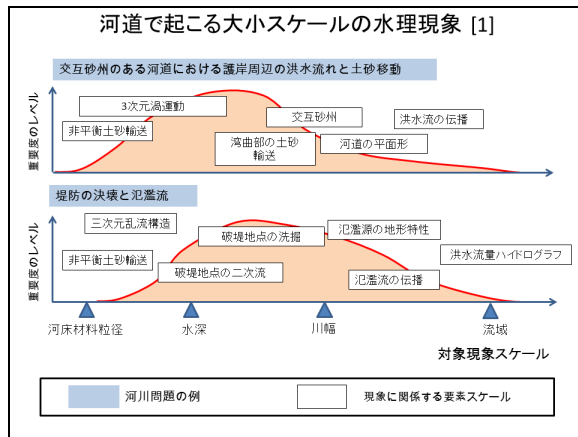 河道で起こる大小スケールの水理現象 [1]
交互砂州のある河道における護岸周辺の洪水流れと土砂移動
重要度のレベル
3次元渦運動
交互砂州
洪水流の伝播
非平衡土砂輸送
湾曲部の土砂
輸送
河道の平面形
堤防の決壊と氾濫流
重要度のレベル
三次元乱流構造
破堤地点の洗掘
氾濫源の地形特性
非平衡土砂輸送
破堤地点の二次流
氾濫流の伝播
洪水流量ハイドログラフ
河床材料粒径
水深
川幅
流域
対象現象スケール
河川問題の例
現象に関係する要素スケール